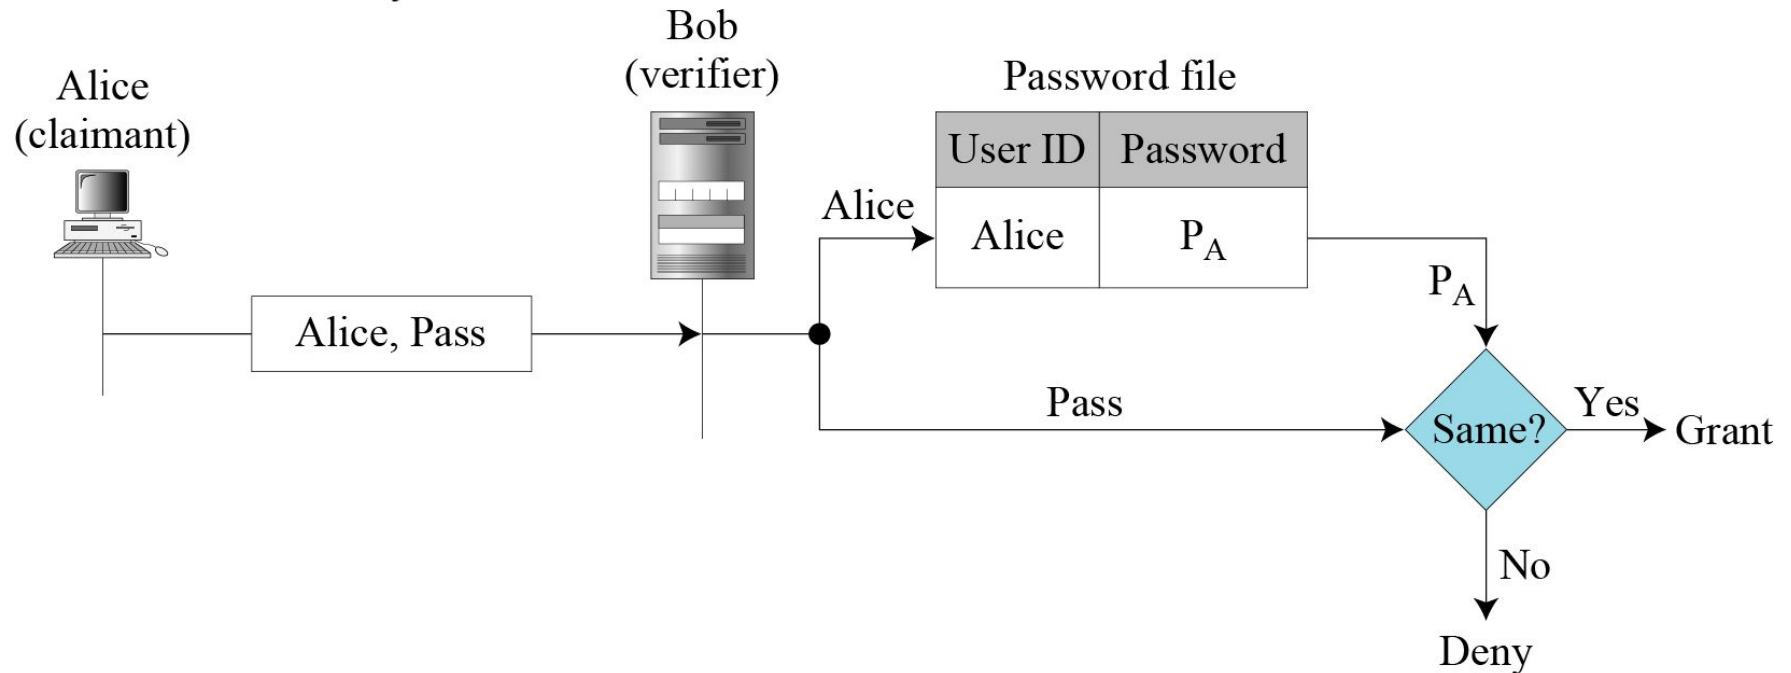 Alice
(claimant)
Bob
(verifier)
Password file
User ID Password
Alice P_A
Alice
Alice, Pass
P_A
Pass
Same?
Yes
Grant
No
Deny